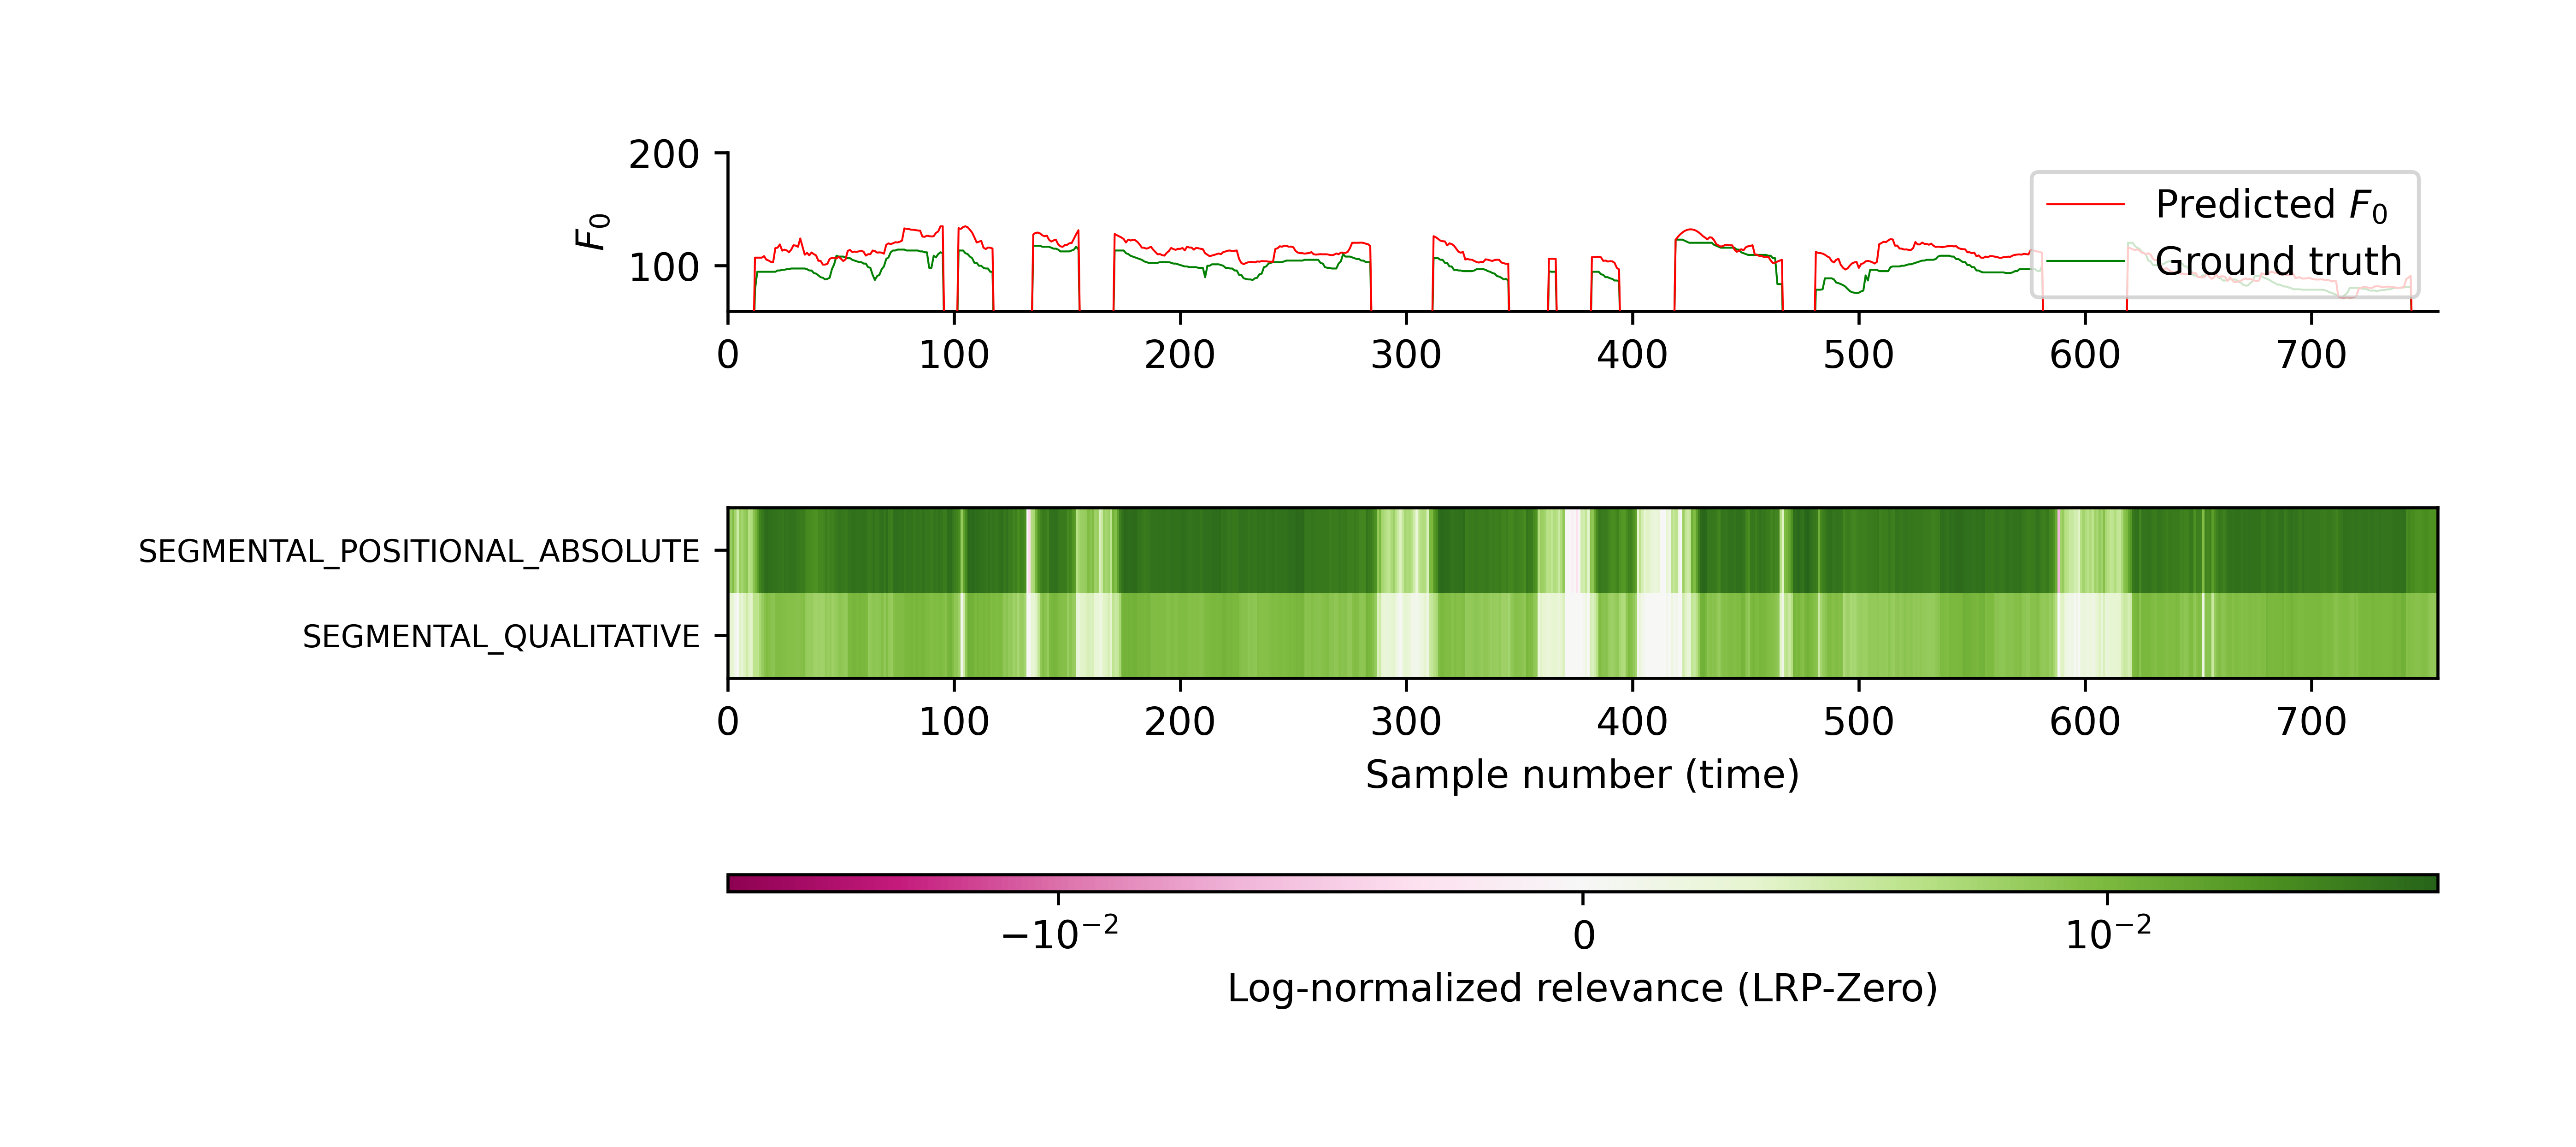 200
100
F₀
Predicted F₀
Ground truth
0 100 200 300 400 500 600 700
SEGMENTAL_POSITIONAL_ABSOLUTE
SEGMENTAL_QUALITATIVE
0 100 200 300 400 500 600 700
Sample number (time)
−10⁻² 0 10⁻²
Log-normalized relevance (LRP-Zero)